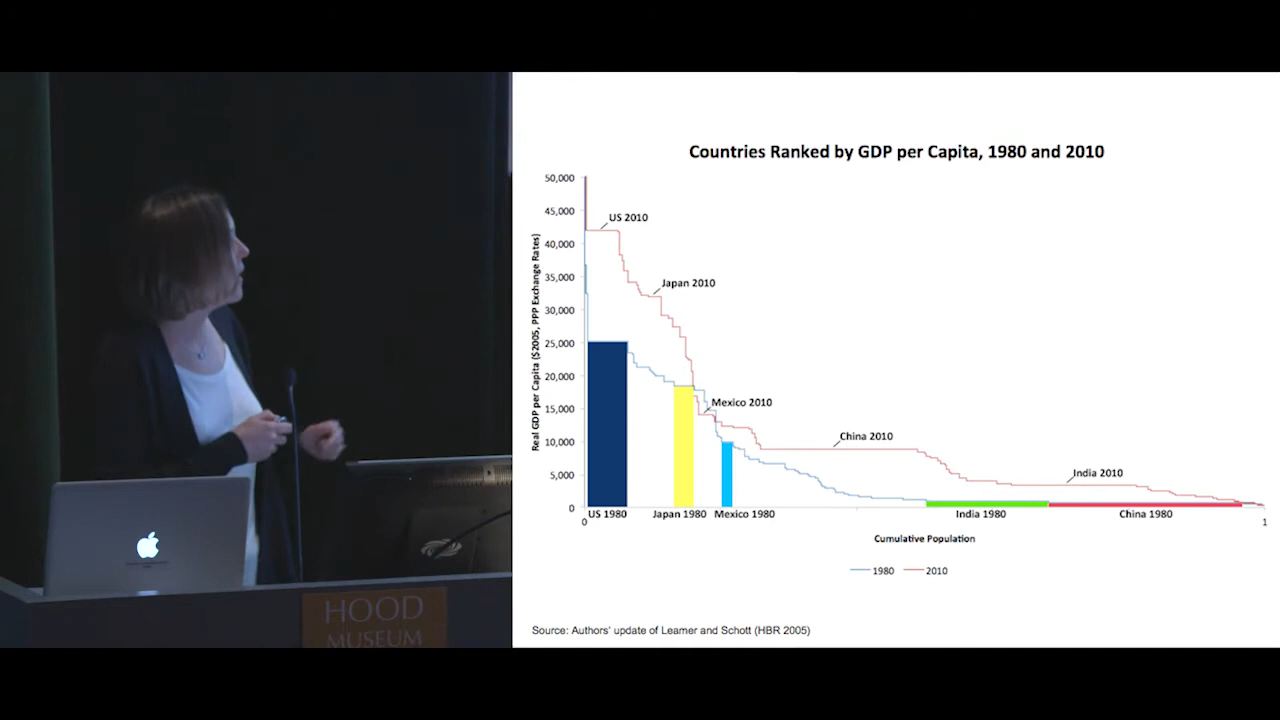 Countries Ranked by GDP per Capita, 1980 and 2010
Real GDP per Capita ($2005, PPP Exchange Rates)
50,000
45,000
40,000
35,000
30,000
25,000
20,000
15,000
10,000
5,000
0
US 2010
Japan 2010
Mexico 2010
China 2010
India 2010
US 1980
Japan 1980
Mexico 1980
India 1980
China 1980
0
1
Cumulative Population
1980
2010
Source: Authors' update of Leamer and Schott (HBR 2005)
HOOD
MUSEUM